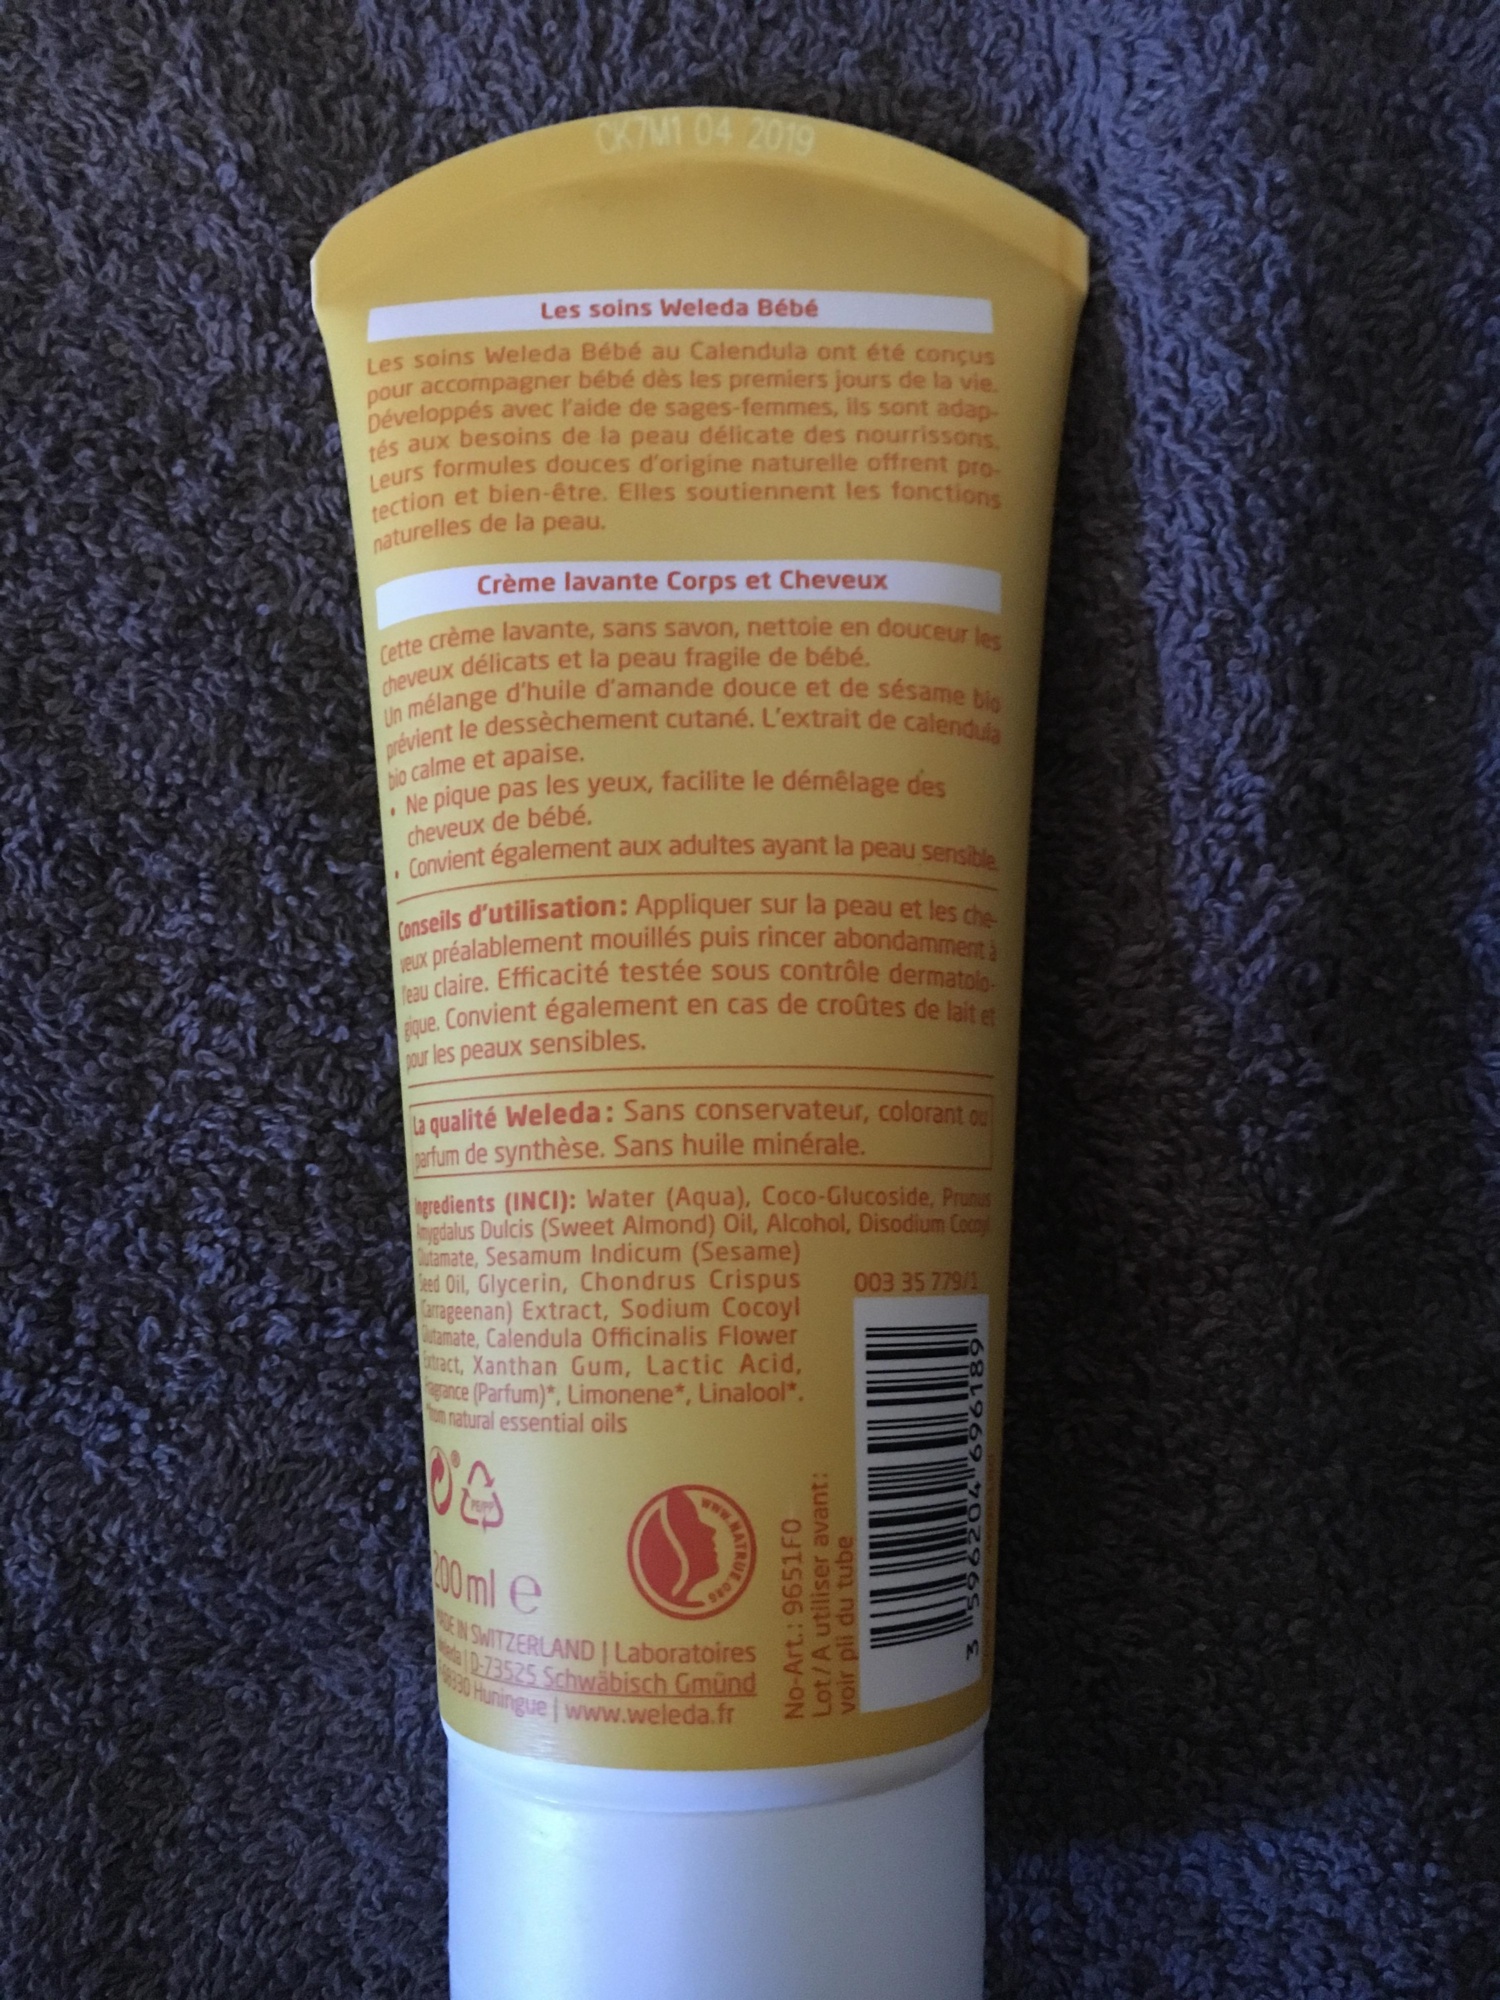 CK7M1 04 2019
Les soins Weleda Bébé
Les soins Weleda Bébé au Calendula ont été conçus
pour accompagner bébé dès les premiers jours de la vie.
Développés avec l'aide de sages-femmes, ils sont adap-
tés aux besoins de la peau délicate des nourrissons.
Leurs formules douces d'origine naturelle offrent pro-
tection et bien-être. Elles soutiennent les fonctions
naturelles de la peau.
Crème lavante Corps et Cheveux
Cette crème lavante, sans savon, nettoie en douceur les
cheveux délicats et la peau fragile de bébé.
Un mélange d'huile d'amande douce et de sésame bio
prévient le dessèchement cutané. L'extrait de calendula
bio calme et apaise.
• Ne pique pas les yeux, facilite le démêlage des
cheveux de bébé.
• Convient également aux adultes ayant la peau sensible.
Conseils d'utilisation: Appliquer sur la peau et les che-
veux préalablement mouillés puis rincer abondamment à
l'eau claire. Efficacité testée sous contrôle dermatolo-
gique. Convient également en cas de croûtes de lait et
pour les peaux sensibles.
La qualité Weleda: Sans conservateur, colorant ou
parfum de synthèse. Sans huile minérale.
Ingredients (INCI): Water (Aqua), Coco-Glucoside, Prunus
Amygdalus Dulcis (Sweet Almond) Oil, Alcohol, Disodium Cocoyl
Glutamate, Sesamum Indicum (Sesame)
Seed Oil, Glycerin, Chondrus Crispus
(Carrageenan) Extract, Sodium Cocoyl
Glutamate, Calendula Officinalis Flower
Extract, Xanthan Gum, Lactic Acid,
Fragrance (Parfum)*, Limonene*, Linalool*.
*from natural essential oils
003 35 779/1
3 596204 696189
PE/PP
WWW.NATRUE.ORG
200 ml e
MADE IN SWITZERLAND | Laboratoires
Weleda | D-73525 Schwäbisch Gmünd
68330 Huningue | www.weleda.fr
No-Art.: 9651F0
Lot/A utiliser avant:
voir pli du tube